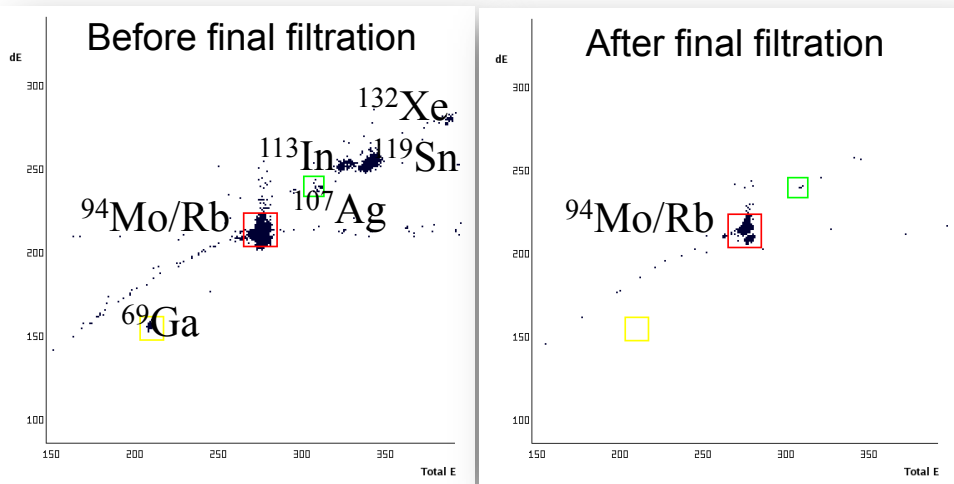 Before final filtration
dE
300
250
200
150
100
¹³²Xe
¹¹³In
¹¹⁹Sn
¹⁰⁷Ag
⁹⁴Mo/Rb
⁶⁹Ga
150
200
250
300
350
Total E
After final filtration
dE
300
250
200
150
100
⁹⁴Mo/Rb
150
200
250
300
350
Total E